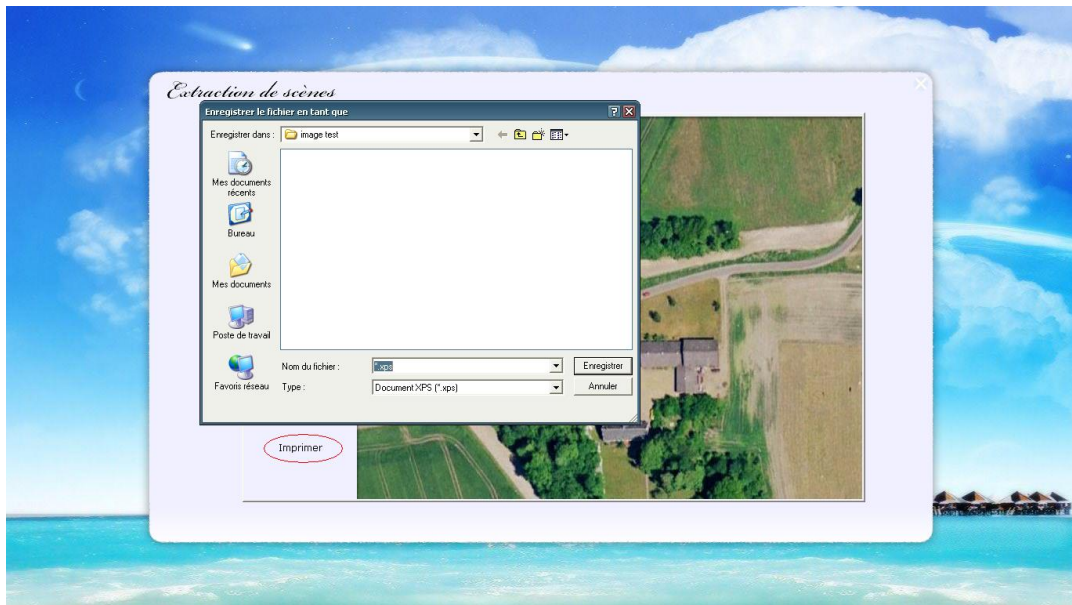 Extraction de scènes
Enregistrer le fichier en tant que
Enregistrer dans :
image test
Mes documents
récents
Bureau
Mes documents
Poste de travail
Favoris réseau
Nom du fichier :
*.xps
Enregistrer
Type :
Document XPS (*.xps)
Annuler
Imprimer